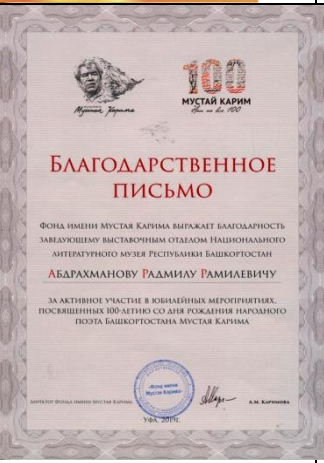 Мустай Карим
100
МУСТАЙ КАРИМ
БЛАГОДАРСТВЕННОЕ
ПИСЬМО
ФОНД ИМЕНИ МУСТАЯ КАРИМА ВЫРАЖАЕТ БЛАГОДАРНОСТЬ
ЗАВЕДУЮЩЕМУ ВЫСТАВОЧНЫМ ОТДЕЛОМ НАЦИОНАЛЬНОГО
ЛИТЕРАТУРНОГО МУЗЕЯ РЕСПУБЛИКИ БАШКОРТОСТАН
АБДРАХМАНОВУ РАДМИЛУ РАМИЛЕВИЧУ
ЗА АКТИВНОЕ УЧАСТИЕ В ЮБИЛЕЙНЫХ МЕРОПРИЯТИЯХ,
ПОСВЯЩЕННЫХ 100-ЛЕТИЮ СО ДНЯ РОЖДЕНИЯ НАРОДНОГО
ПОЭТА БАШКОРТОСТАНА МУСТАЯ КАРИМА
«Фонд имени
Мустая Карима»
ДИРЕКТОР ФОНДА ИМЕНИ МУСТАЯ КАРИМА
А.М. КАРИМОВА
УФА, 2019Г.